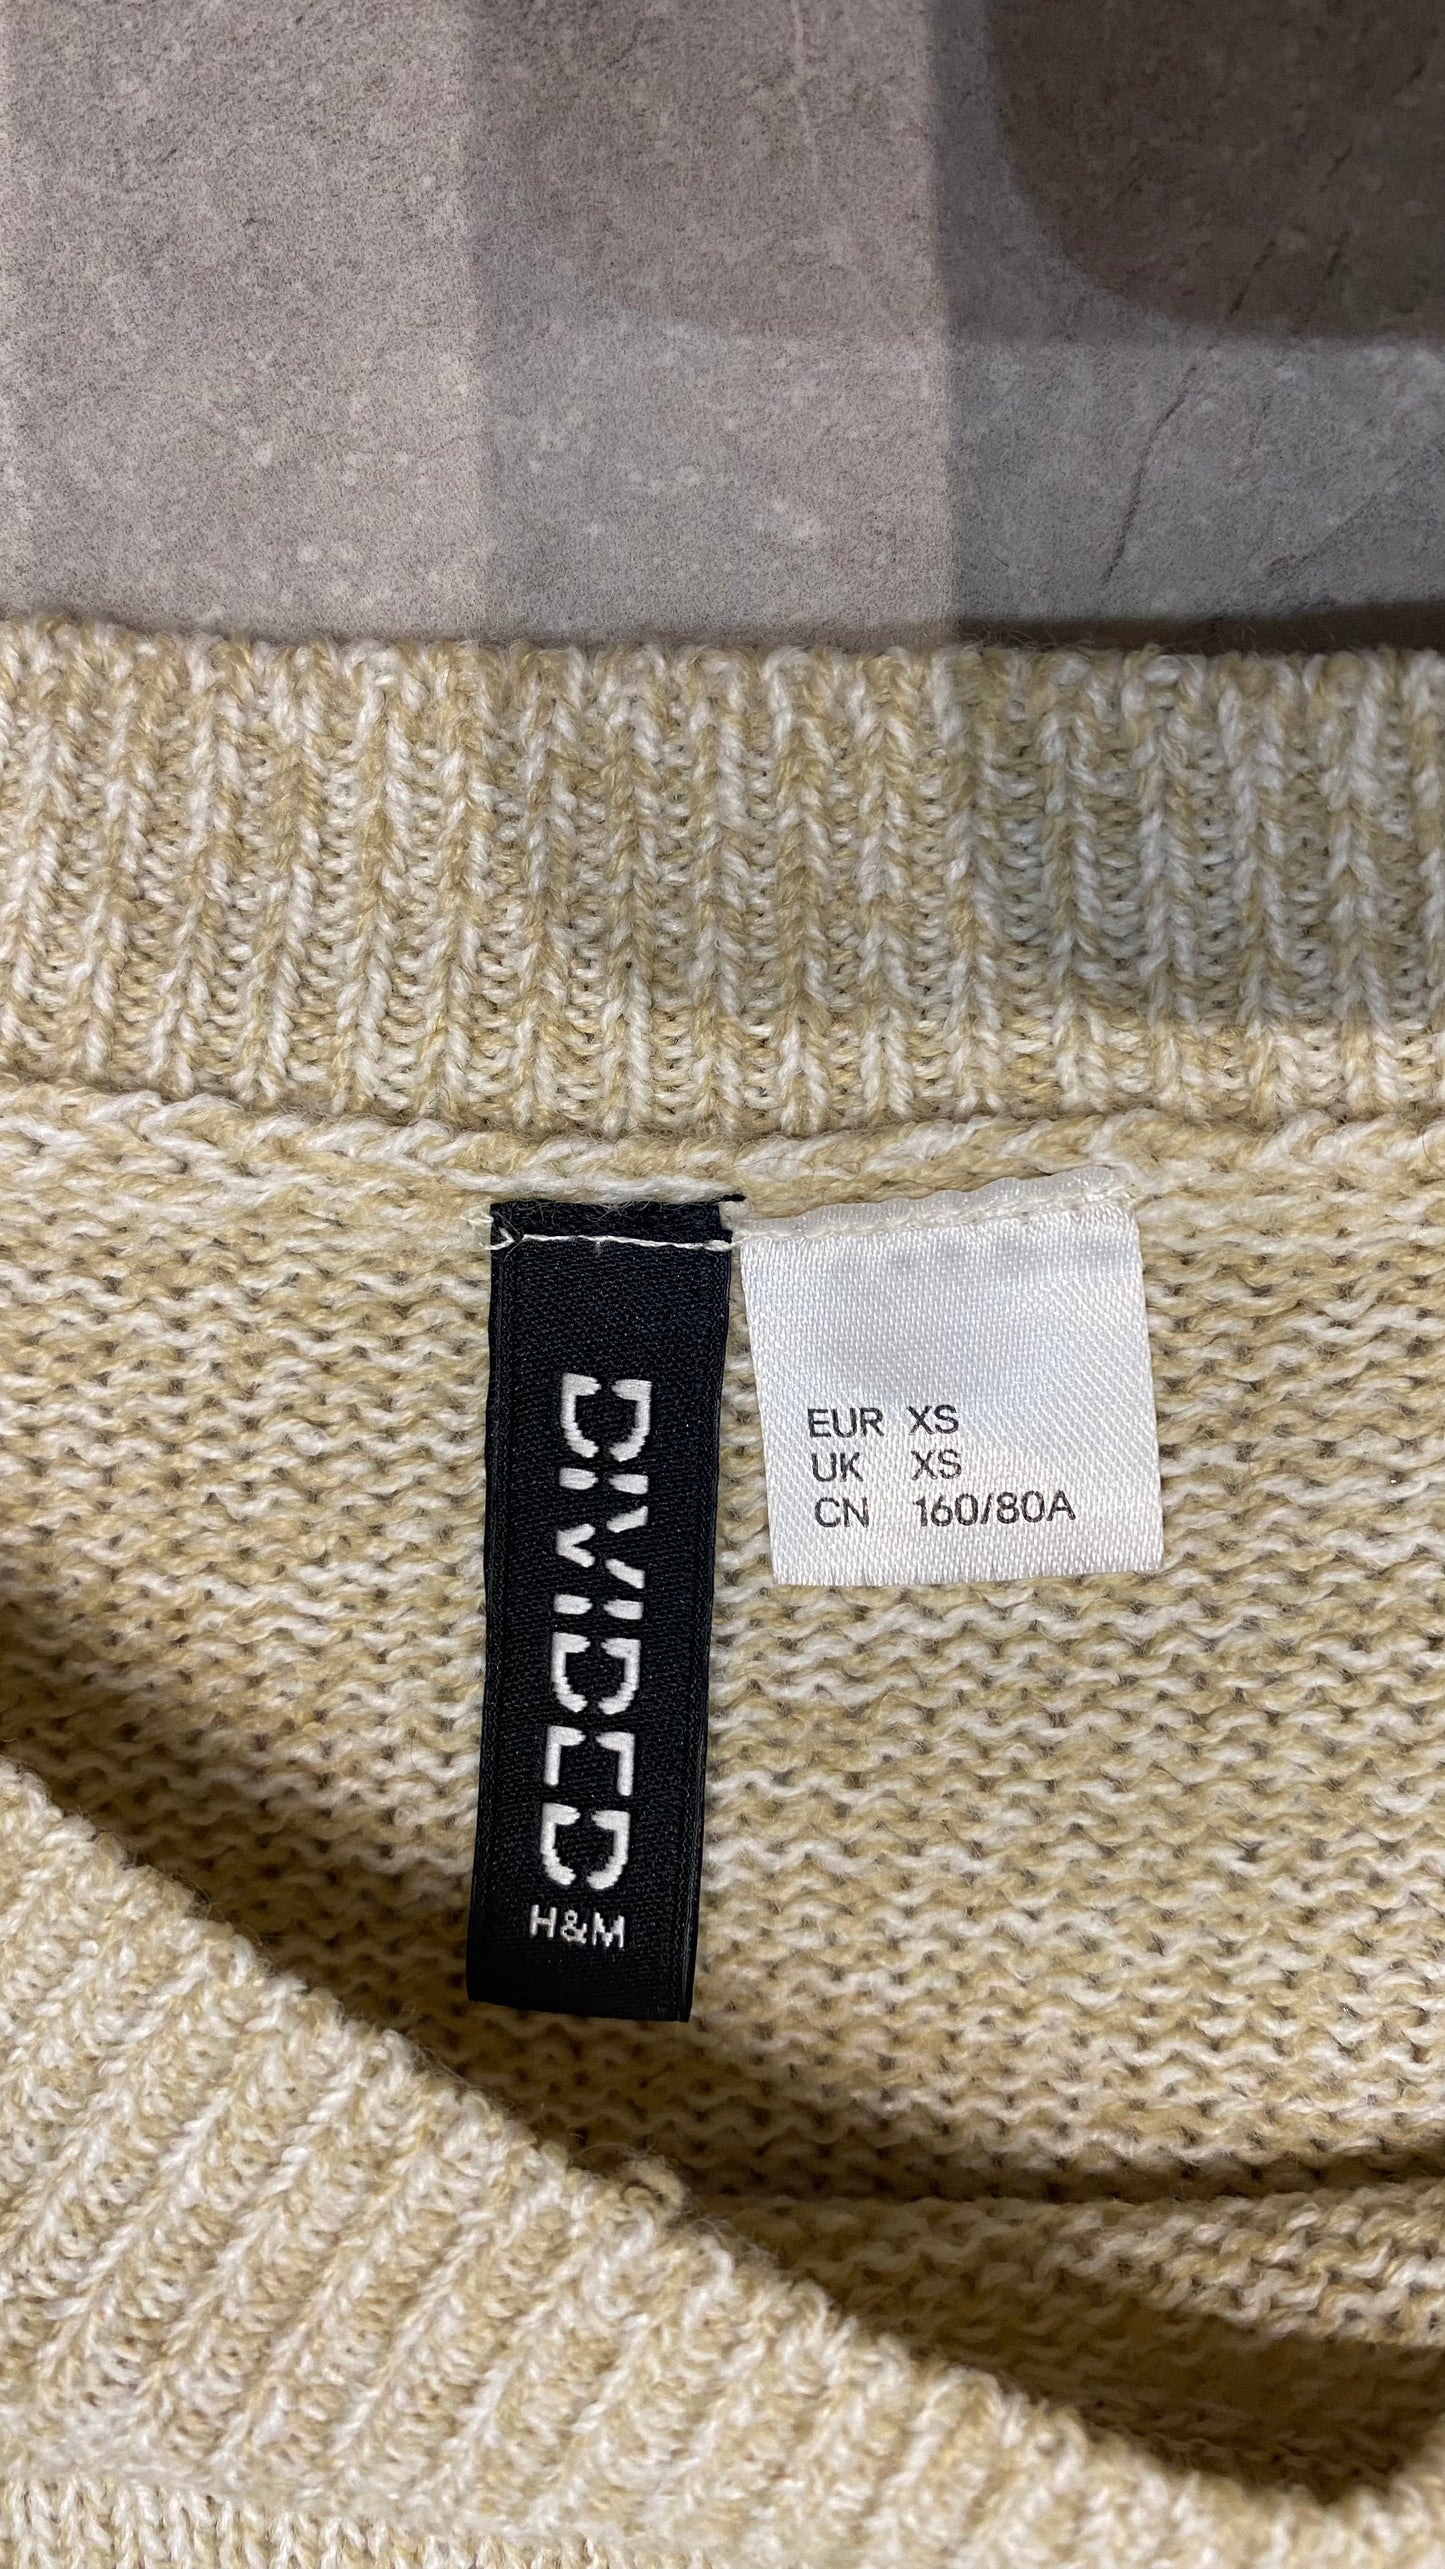 DIVIDED
H&M
EUR XS
UK XS
CN 160/80A